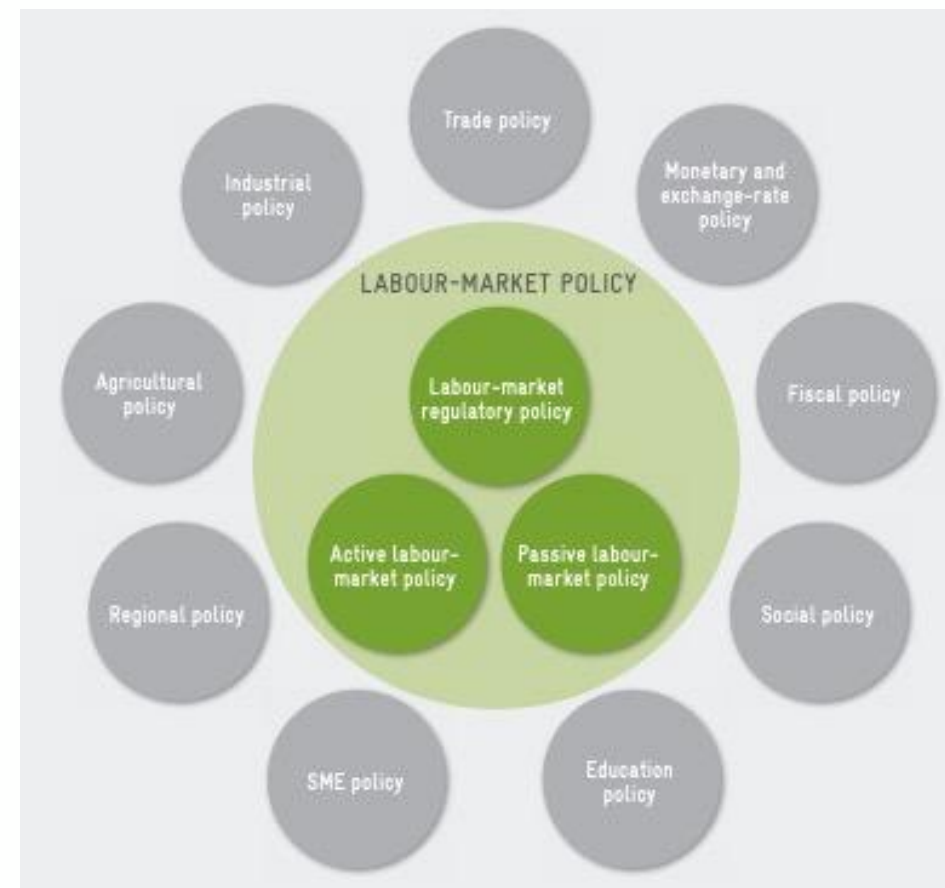 Trade policy
Industrial
policy
Monetary and
exchange-rate
policy
LABOUR-MARKET POLICY
Agricultural
policy
Labour-market
regulatory policy
Fiscal policy
Active labour-
market policy
Passive labour-
market policy
Regional policy
Social policy
SME policy
Education
policy